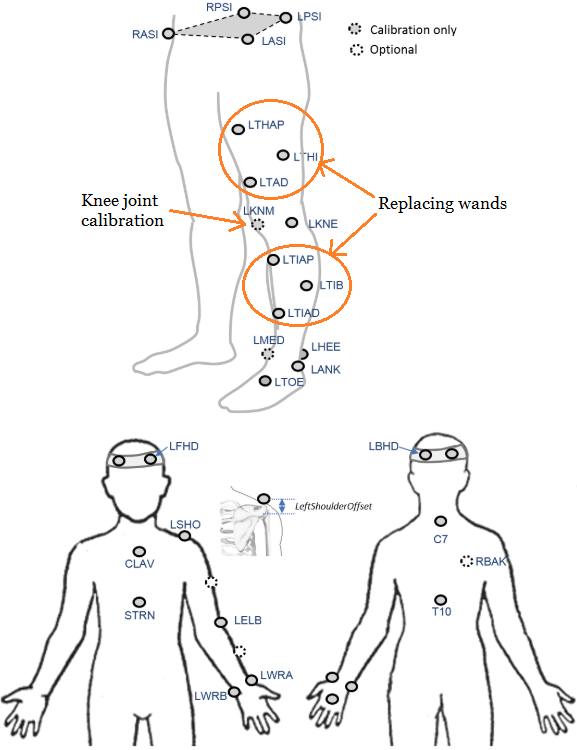 RPSI
LPSI
RASI
LASI
Calibration only
Optional
LTHAP
LTHI
LTAD
Knee joint
calibration
LKNM
LKNE
Replacing wands
LTIAP
LTIB
LTIAD
LMED
LHEE
LANK
LTOE
LFHD
LBHD
LeftShoulderOffset
LSHO
CLAV
C7
RBAK
STRN
T10
LELB
LWRA
LWRB